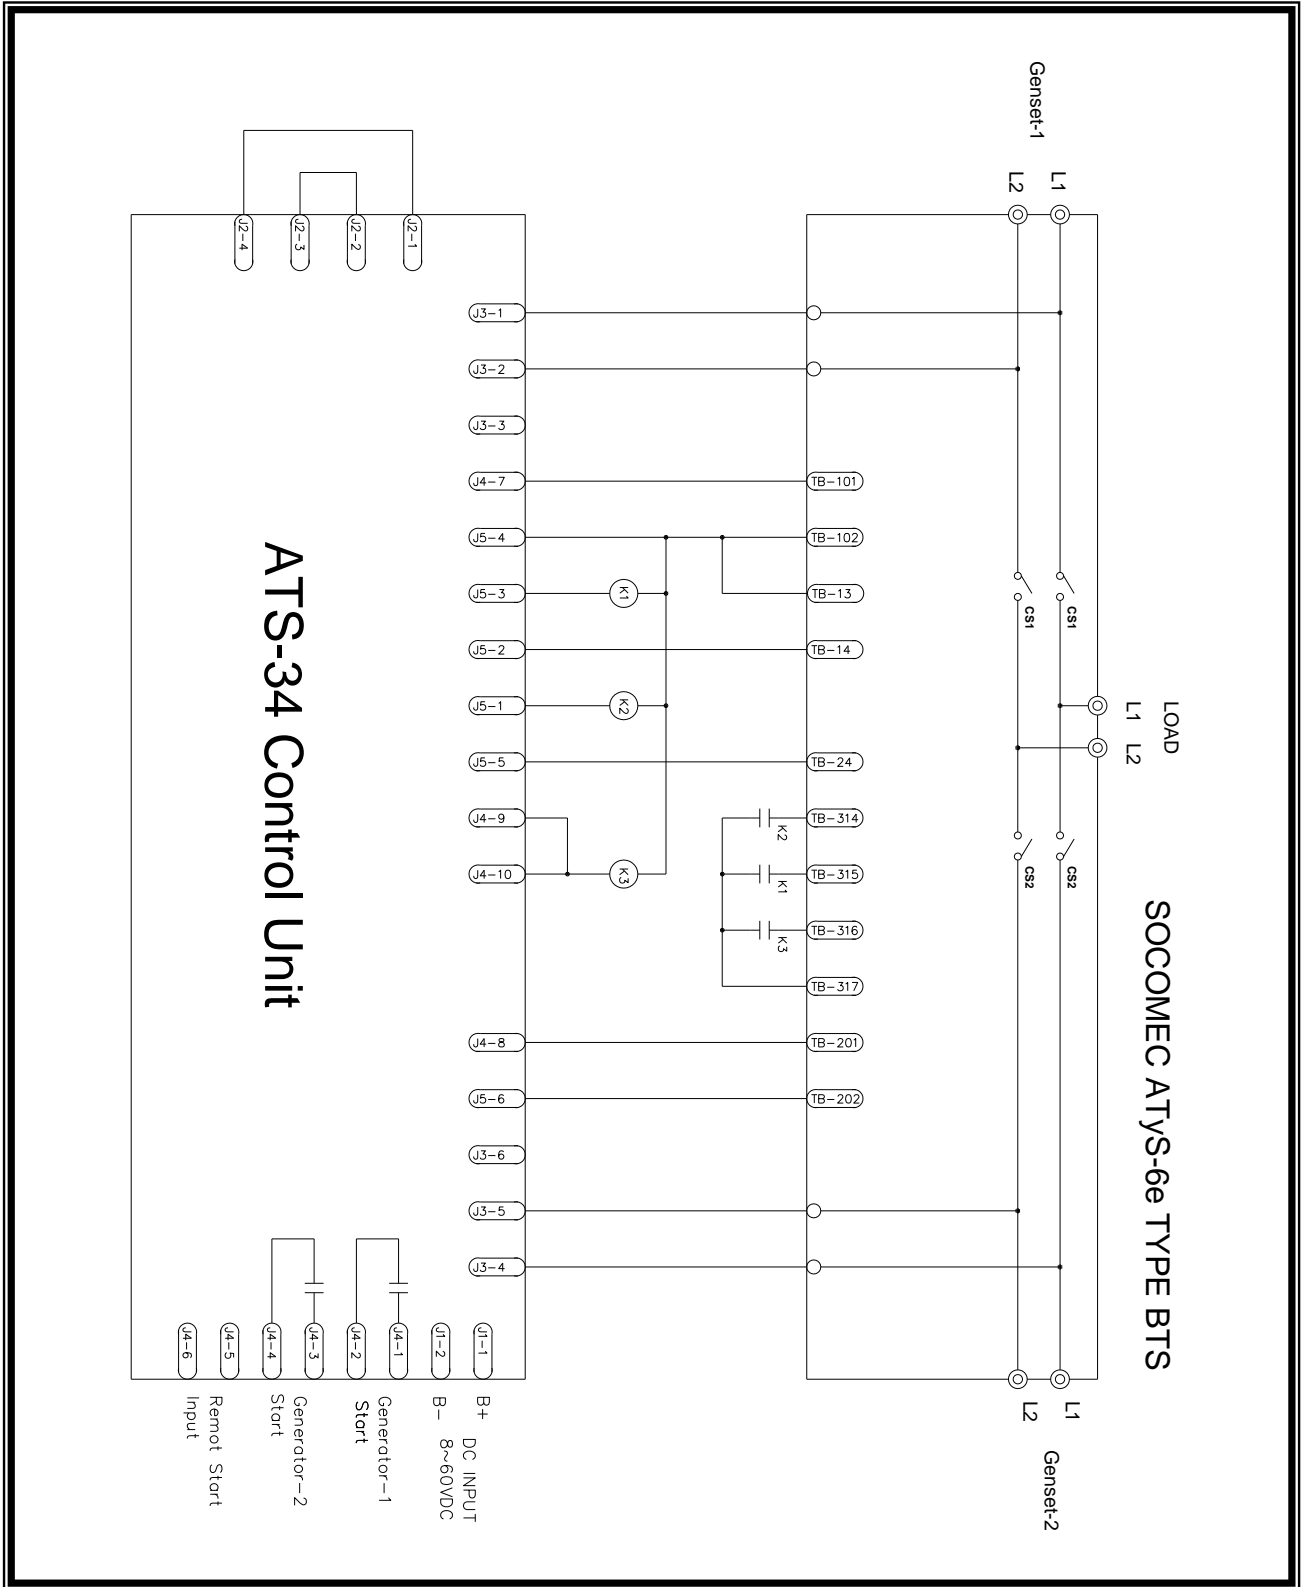 SOCOMEC ATyS-6e TYPE BTS
LOAD
L1 L2
Genset-1
L1
L2
CS1
CS1
CS2
CS2
L1
L2
Genset-2
TB-101
TB-102
TB-13
TB-14
TB-24
TB-314
TB-315
TB-316
TB-317
TB-201
TB-202
K2
K1
K3
K1
K2
K3
J3-1
J3-2
J3-3
J4-7
J5-4
J5-3
J5-2
J5-1
J5-5
J4-9
J4-10
J4-8
J5-6
J3-6
J3-5
J3-4
J2-1
J2-2
J2-3
J2-4
ATS-34 Control Unit
J1-1
J1-2
J4-1
J4-2
J4-3
J4-4
J4-5
J4-6
B+ DC INPUT
B- 8~60VDC
Generator-1
Start
Generator-2
Start
Remot Start
Input